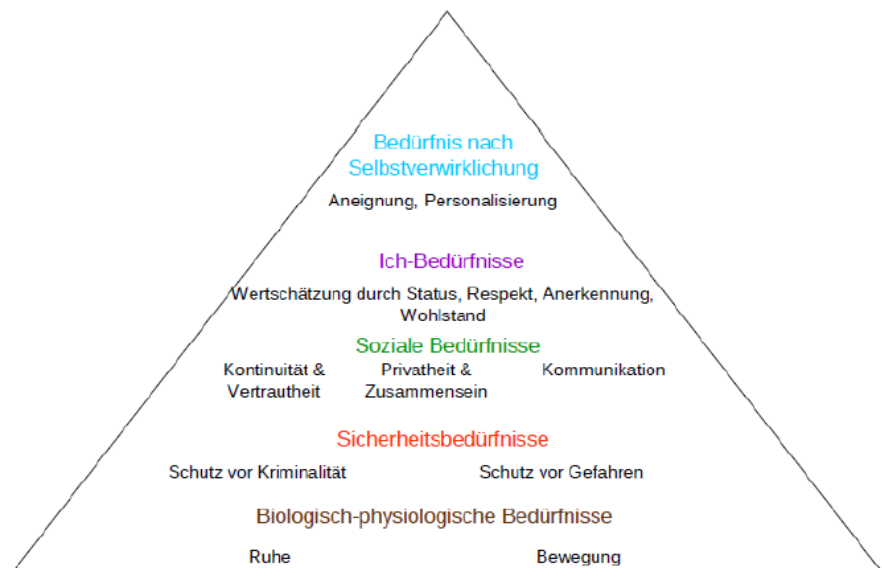 Bedürfnis nach
Selbstverwirklichung
Aneignung, Personalisierung
Ich-Bedürfnisse
Wertschätzung durch Status, Respekt, Anerkennung,
Wohlstand
Soziale Bedürfnisse
Kontinuität & Privatheit & Kommunikation
Vertrautheit Zusammensein
Sicherheitsbedürfnisse
Schutz vor Kriminalität Schutz vor Gefahren
Biologisch-physiologische Bedürfnisse
Ruhe Bewegung